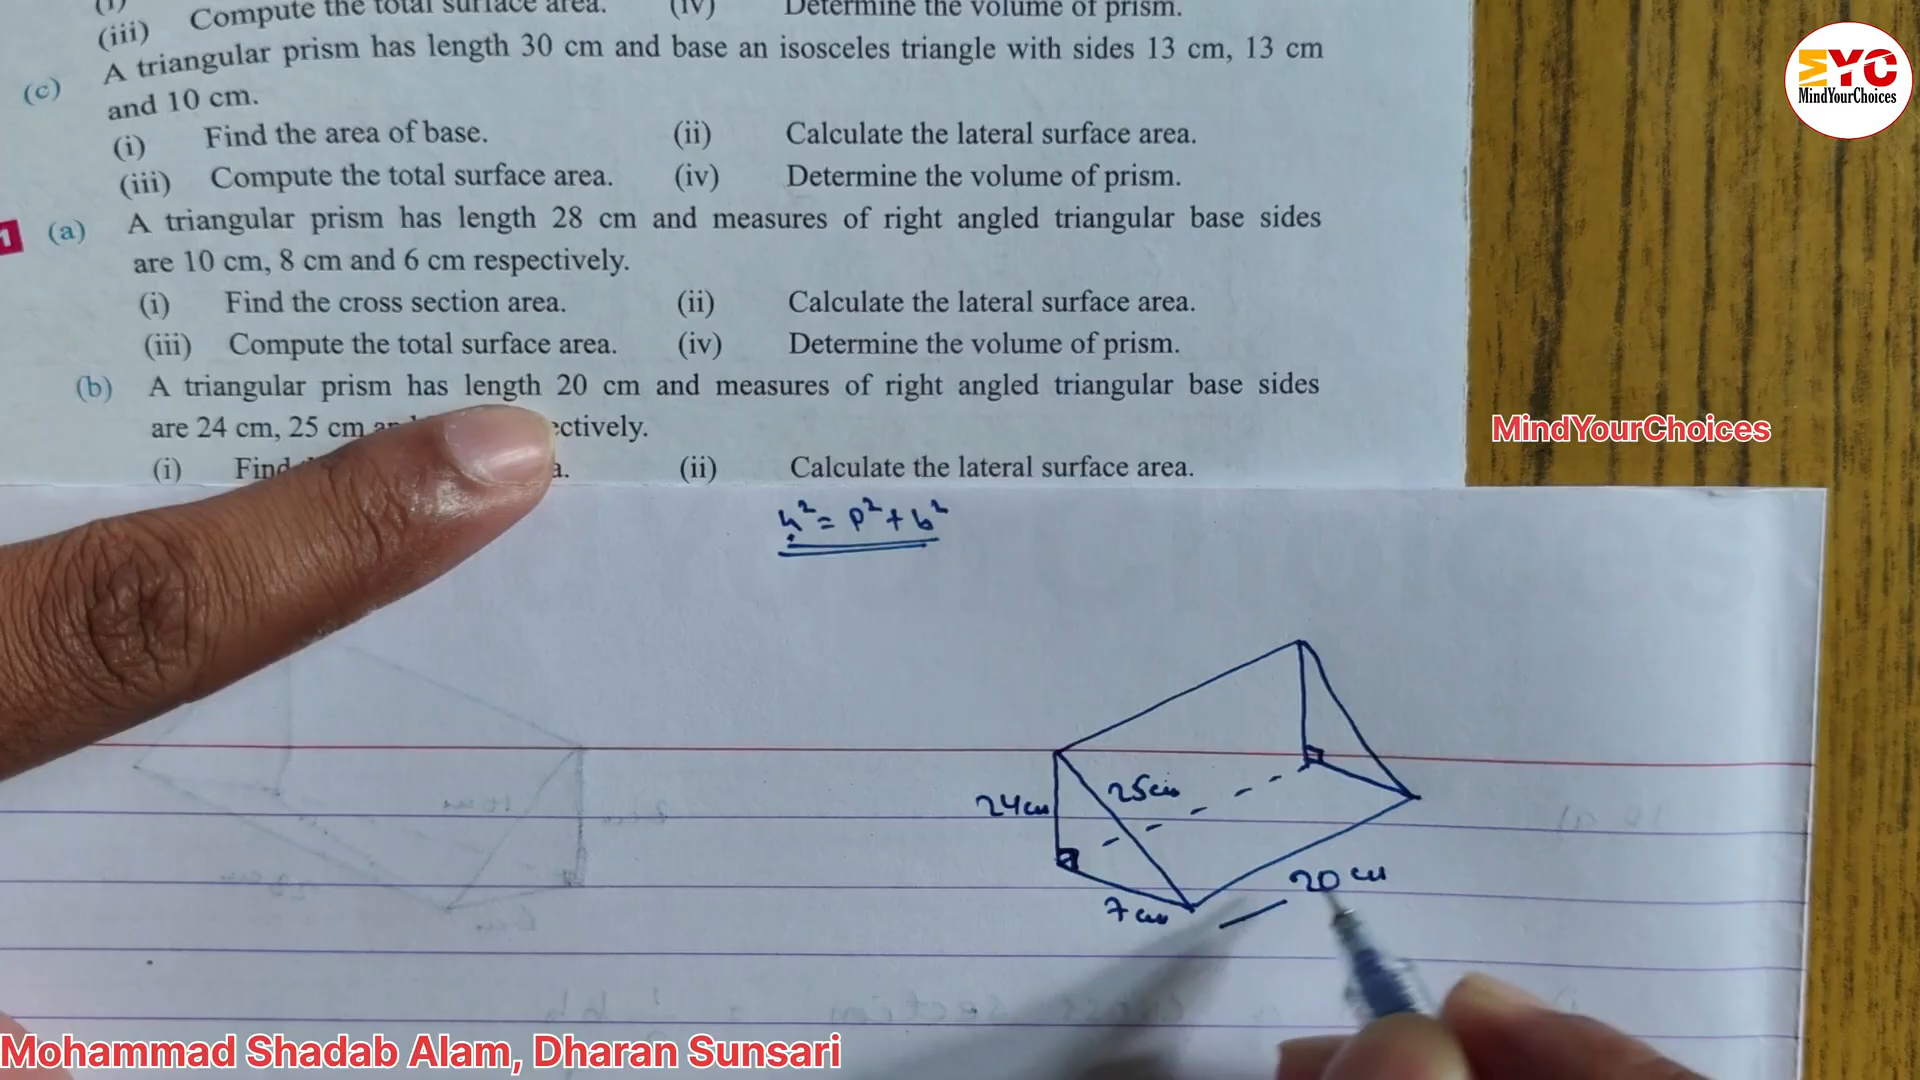 (iii) Compute the total surface area. (iv) Determine the volume of prism.
(c) A triangular prism has length 30 cm and base an isosceles triangle with sides 13 cm, 13 cm
and 10 cm.
(i) Find the area of base. (ii) Calculate the lateral surface area.
(iii) Compute the total surface area. (iv) Determine the volume of prism.
1 (a) A triangular prism has length 28 cm and measures of right angled triangular base sides
are 10 cm, 8 cm and 6 cm respectively.
(i) Find the cross section area. (ii) Calculate the lateral surface area.
(iii) Compute the total surface area. (iv) Determine the volume of prism.
(b) A triangular prism has length 20 cm and measures of right angled triangular base sides
are 24 cm, 25 cm
(i) Find (ii) Calculate the lateral surface area.
h² = p² + b²
25cm
24cm
20 cm
7cm
MYC
MindYourChoices
MindYourChoices
Mohammad Shadab Alam, Dharan Sunsari